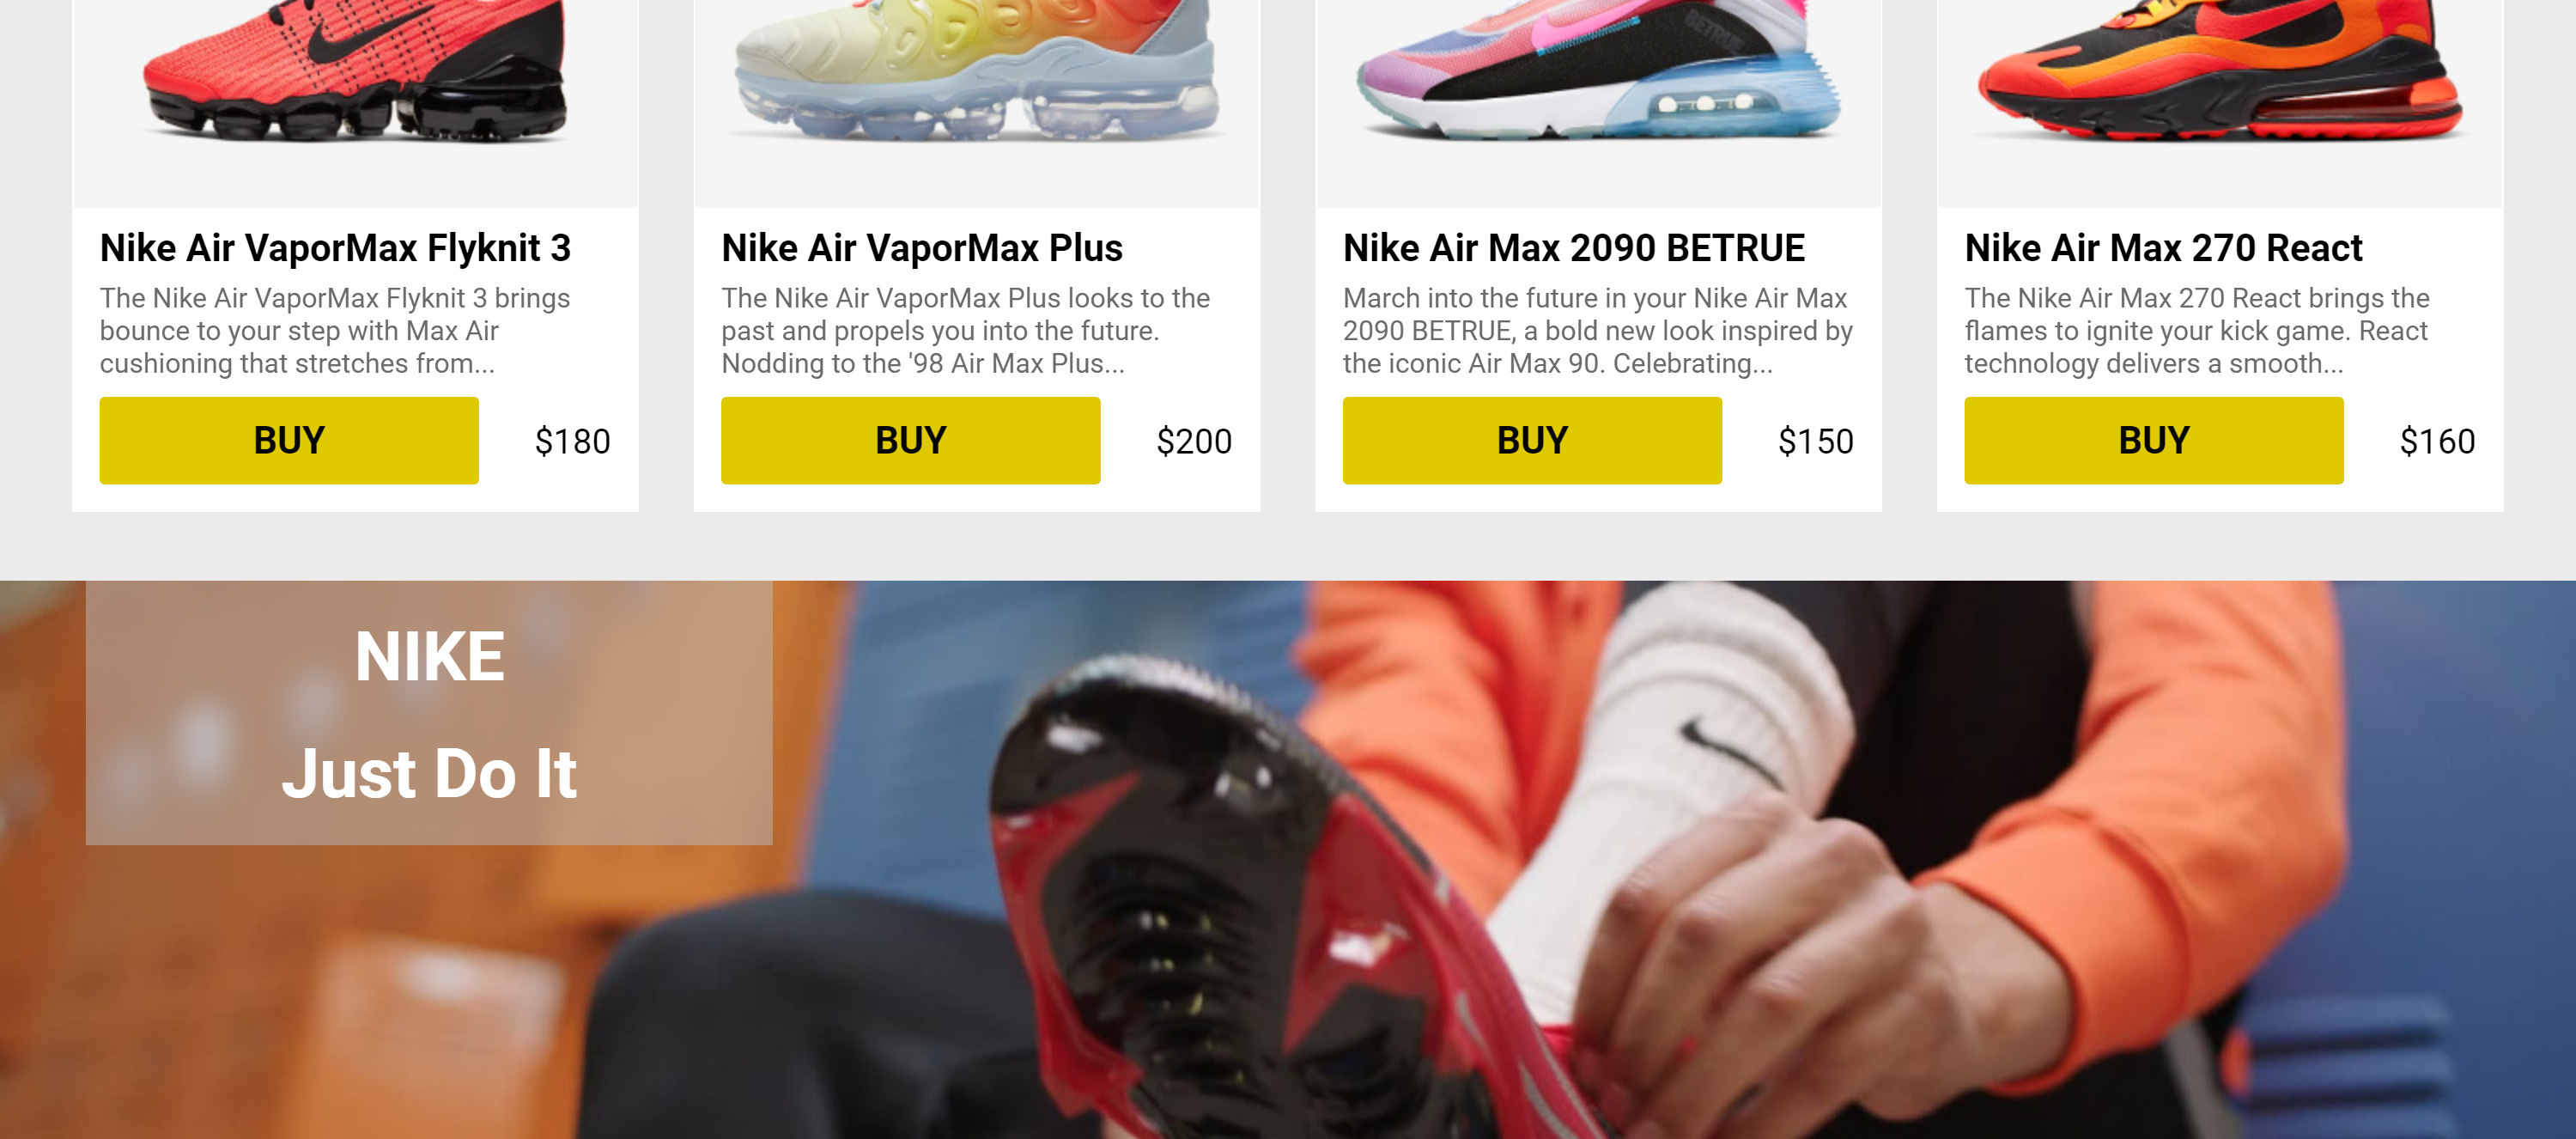 BETRUE
Nike Air VaporMax Flyknit 3
The Nike Air VaporMax Flyknit 3 brings
bounce to your step with Max Air
cushioning that stretches from...
BUY
$180
Nike Air VaporMax Plus
The Nike Air VaporMax Plus looks to the
past and propels you into the future.
Nodding to the '98 Air Max Plus...
BUY
$200
Nike Air Max 2090 BETRUE
March into the future in your Nike Air Max
2090 BETRUE, a bold new look inspired by
the iconic Air Max 90. Celebrating...
BUY
$150
Nike Air Max 270 React
The Nike Air Max 270 React brings the
flames to ignite your kick game. React
technology delivers a smooth...
BUY
$160
NIKE
Just Do It